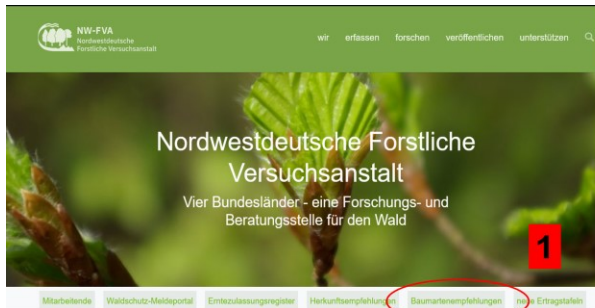 NW-FVA
Nordwestdeutsche
Forstliche Versuchsanstalt
wir erfassen forschen veröffentlichen unterstützen
Nordwestdeutsche Forstliche
Versuchsanstalt
Vier Bundesländer - eine Forschungs- und
Beratungsstelle für den Wald
1
Mitarbeitende Waldschutz-Meldeportal Erntezulassungsregister Herkunftsempfehlungen Baumartenempfehlungen neue Ertragstafeln